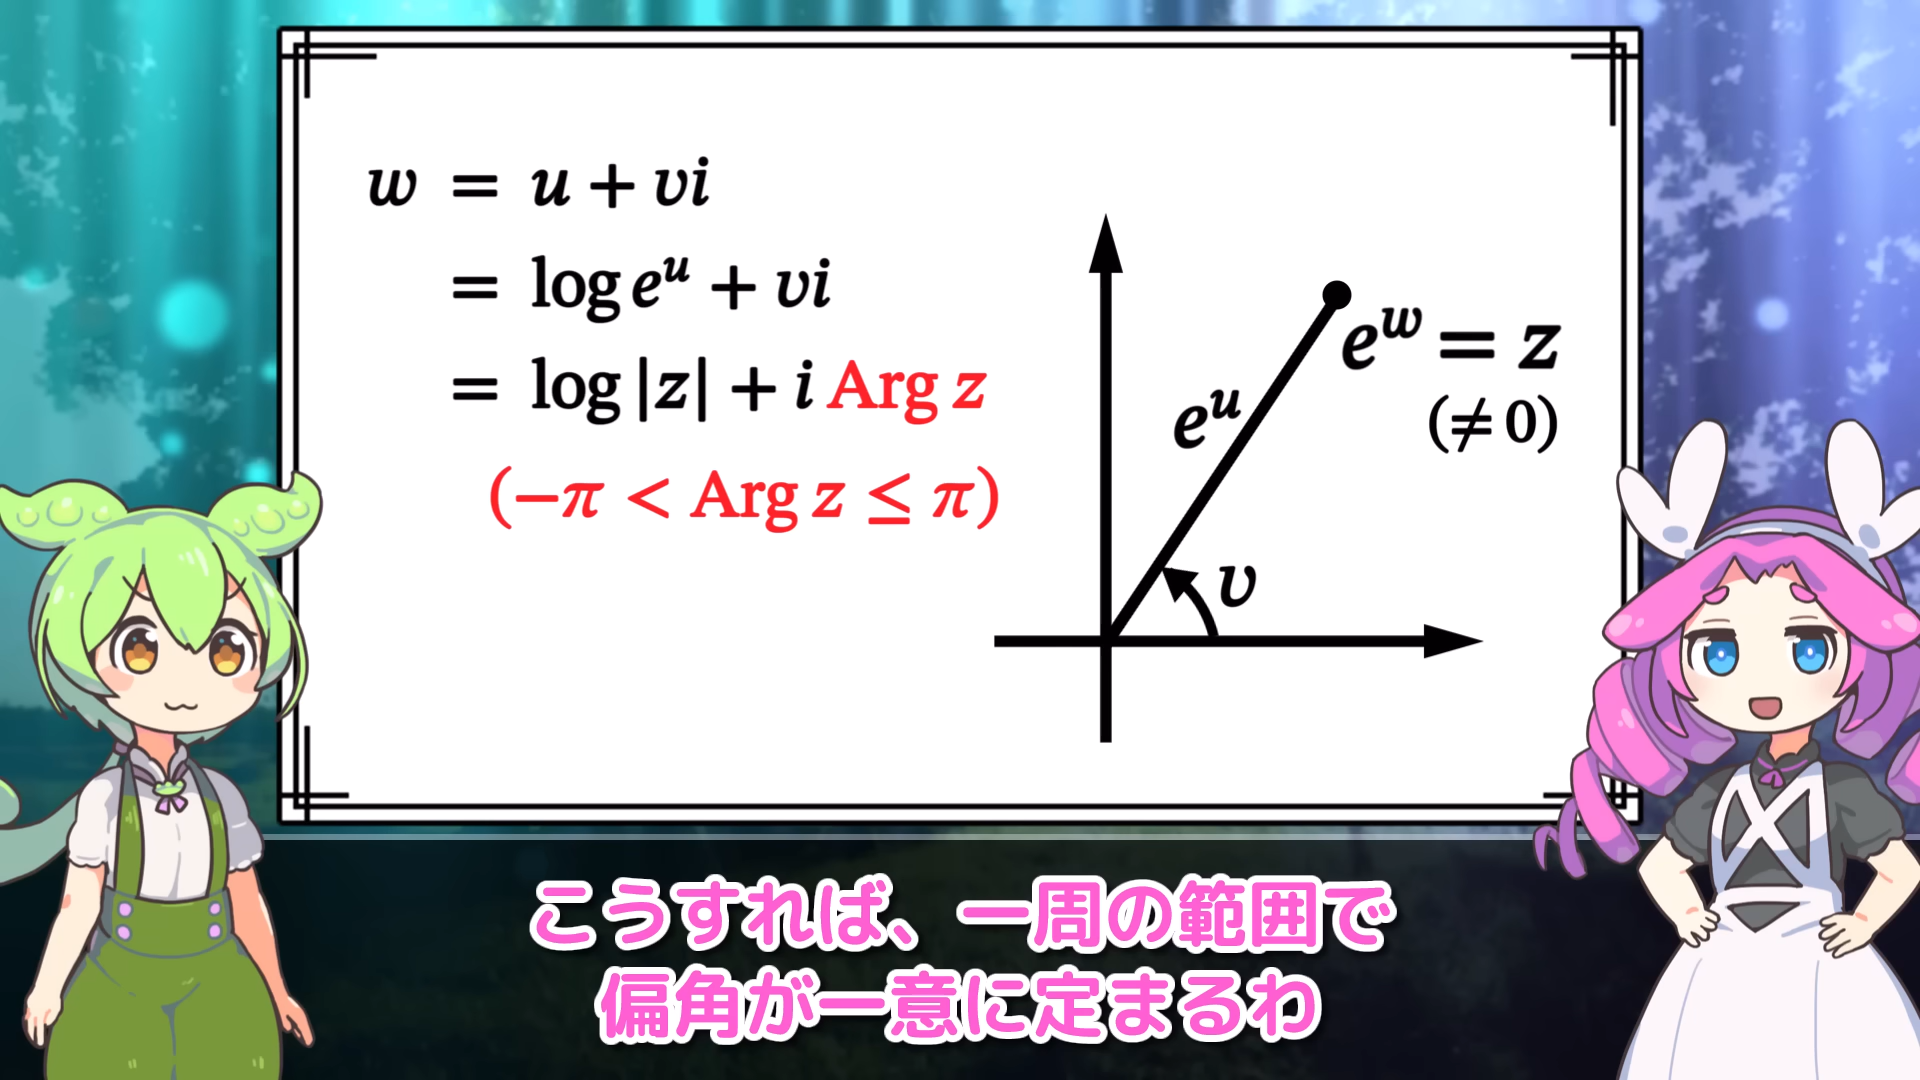 w = u + vi
= log e^u + vi
= log |z| + i Arg z
(−π < Arg z ≤ π)
e^w = z
(≠ 0)
e^u
v
こうすれば、一周の範囲で
偏角が一意に定まるわ